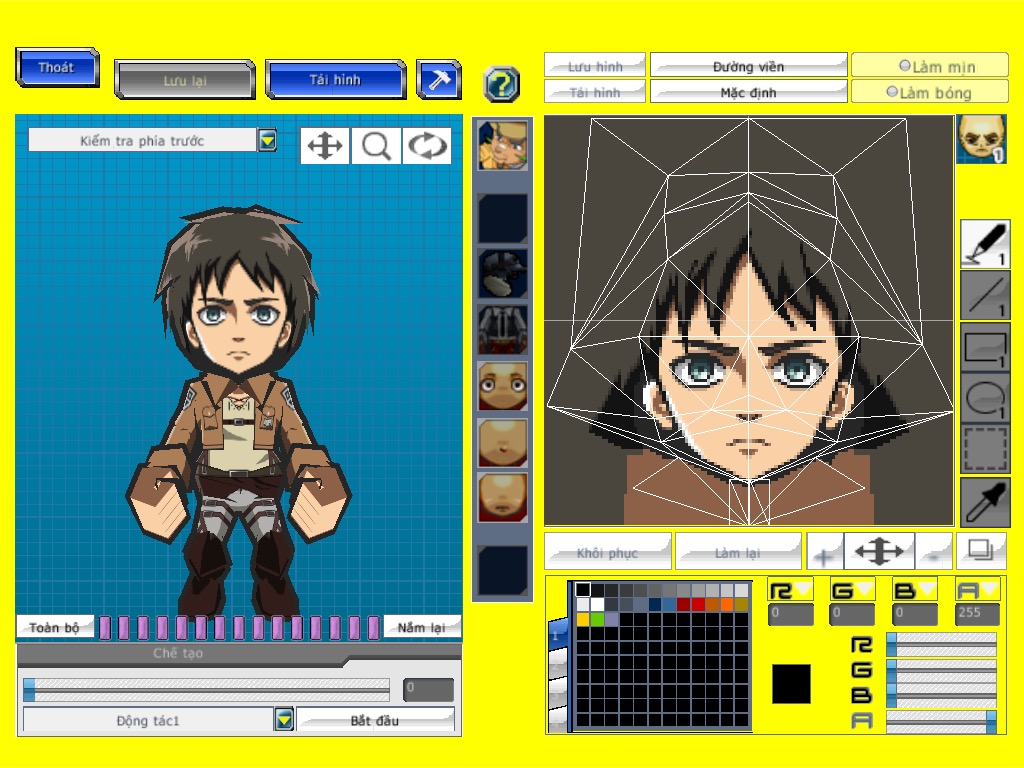 Thoát
Lưu lại
Tải hình
Lưu hình
Đường viền
Làm mịn
Tải hình
Mặc định
Làm bóng
Kiểm tra phía trước
1
1
1
1
Toàn bộ
Nắm lại
Khôi phục
Làm lại
+
-
Chế tạo
0
Động tác1
Bắt đầu
1
R G B A
0 0 0 255
R
G
B
A